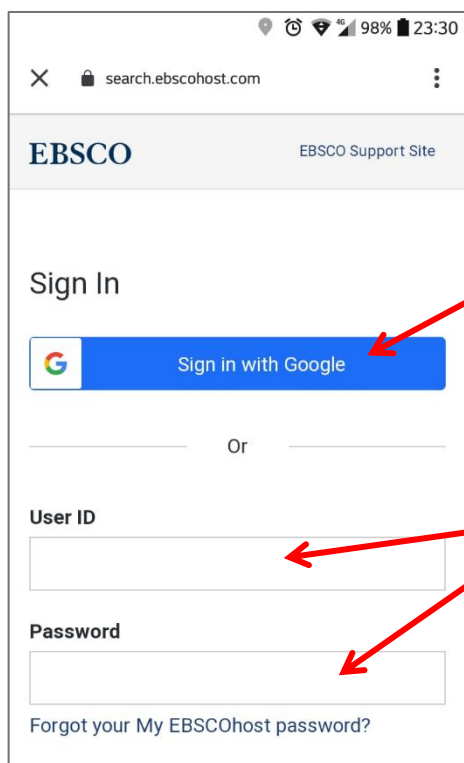 4G 98% 23:30
search.ebscohost.com
EBSCO EBSCO Support Site
Sign In
G Sign in with Google
Or
User ID
Password
Forgot your My EBSCOhost password?